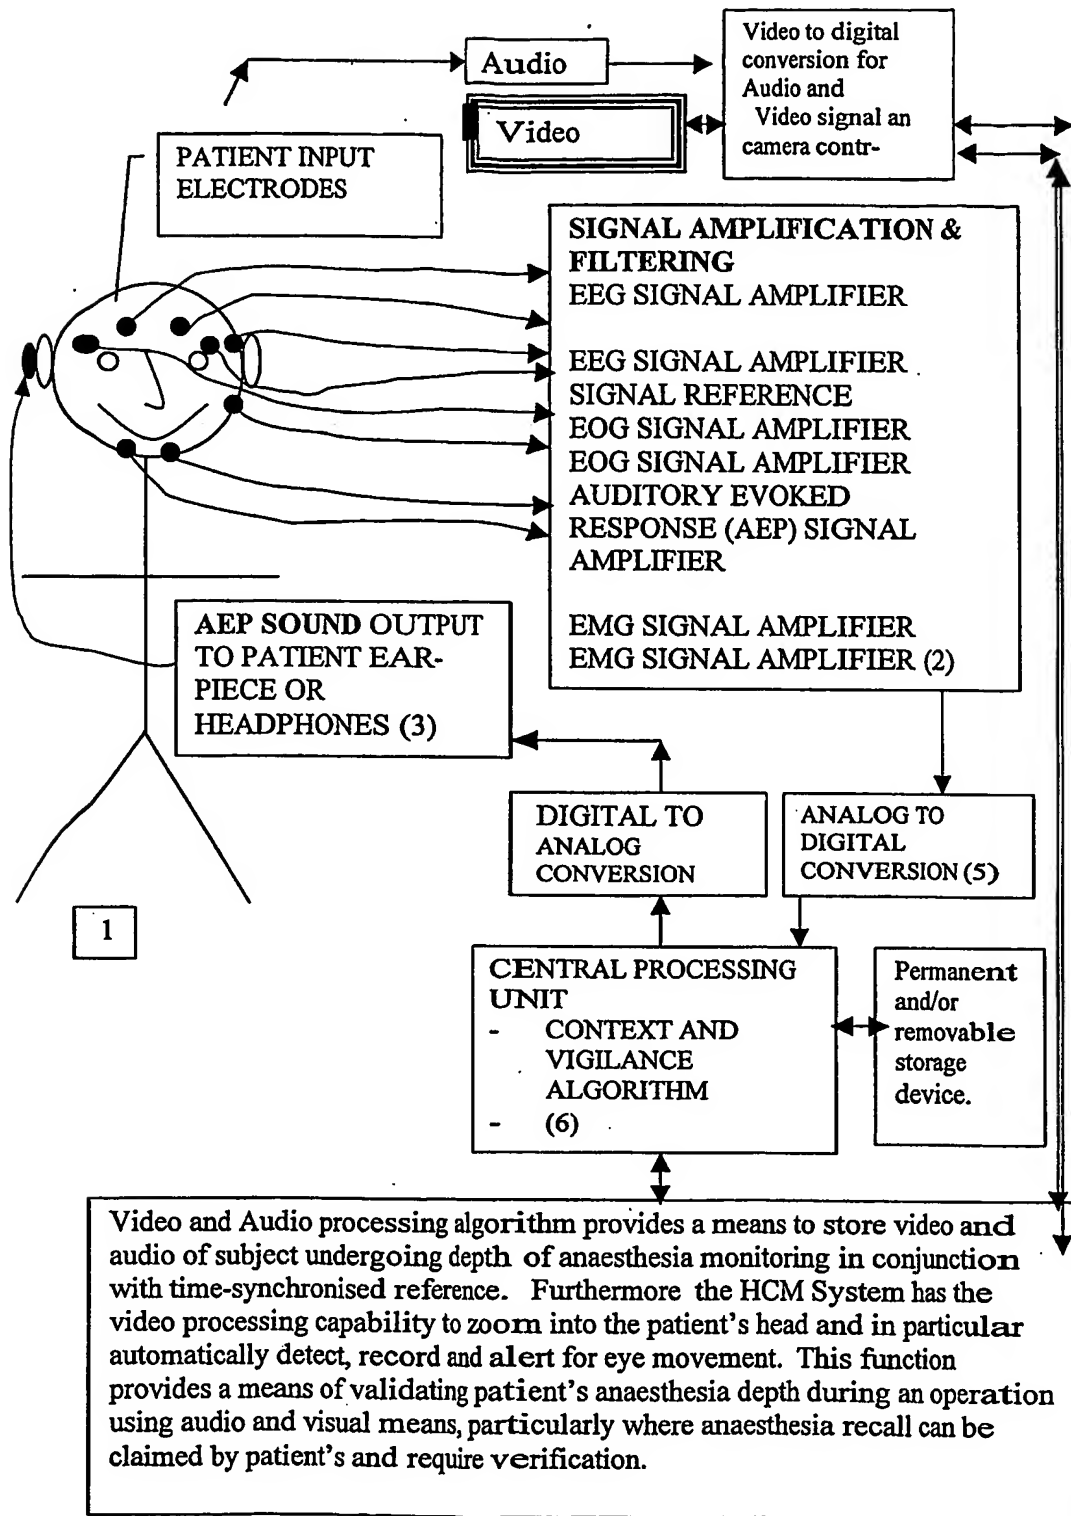 Audio
Video to digital
conversion for
Audio and
Video signal an
camera contr-
Video
PATIENT INPUT
ELECTRODES
SIGNAL AMPLIFICATION &
FILTERING
EEG SIGNAL AMPLIFIER
EEG SIGNAL AMPLIFIER
SIGNAL REFERENCE
EOG SIGNAL AMPLIFIER
EOG SIGNAL AMPLIFIER
AUDITORY EVOKED
RESPONSE (AEP) SIGNAL
AMPLIFIER
EMG SIGNAL AMPLIFIER
EMG SIGNAL AMPLIFIER (2)
AEP SOUND OUTPUT
TO PATIENT EAR-
PIECE OR
HEADPHONES (3)
DIGITAL TO
ANALOG
CONVERSION
ANALOG TO
DIGITAL
CONVERSION (5)
1
CENTRAL PROCESSING
UNIT
- CONTEXT AND
VIGILANCE
ALGORITHM
- (6)
Permanent
and/or
removable
storage
device.
Video and Audio processing algorithm provides a means to store video and
audio of subject undergoing depth of anaesthesia monitoring in conjunction
with time-synchronised reference. Furthermore the HCM System has the
video processing capability to zoom into the patient's head and in particular
automatically detect, record and alert for eye movement. This function
provides a means of validating patient's anaesthesia depth during an operation
using audio and visual means, particularly where anaesthesia recall can be
claimed by patient's and require verification.